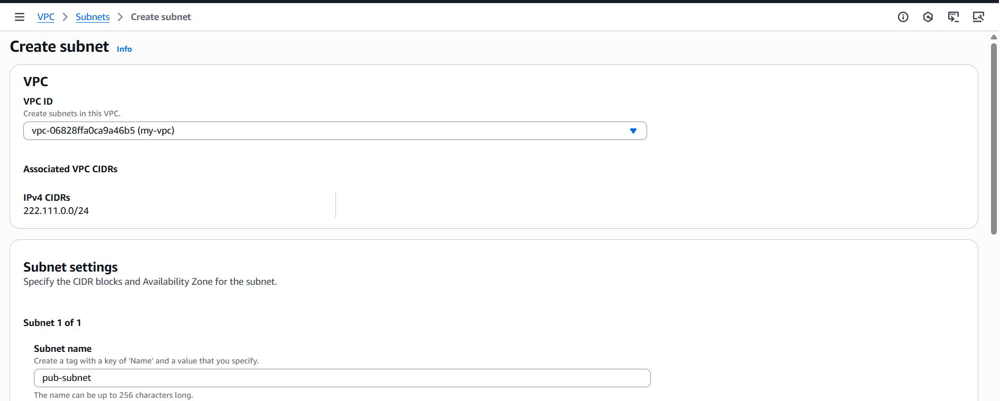 VPC > Subnets > Create subnet
Create subnet Info
VPC
VPC ID
Create subnets in this VPC.
vpc-06828ffa0ca9a46b5 (my-vpc)
Associated VPC CIDRs
IPv4 CIDRs
222.111.0.0/24
Subnet settings
Specify the CIDR blocks and Availability Zone for the subnet.
Subnet 1 of 1
Subnet name
Create a tag with a key of 'Name' and a value that you specify.
pub-subnet
The name can be up to 256 characters long.